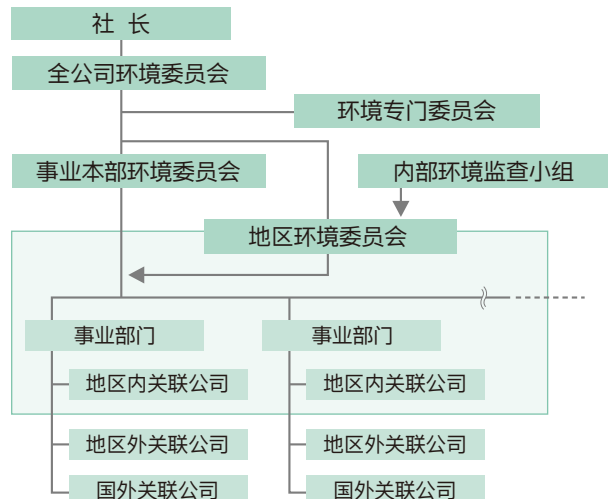 社 长
全公司环境委员会
环境专门委员会
事业本部环境委员会
内部环境监查小组
地区环境委员会
事业部门
事业部门
地区内关联公司
地区内关联公司
地区外关联公司
地区外关联公司
国外关联公司
国外关联公司